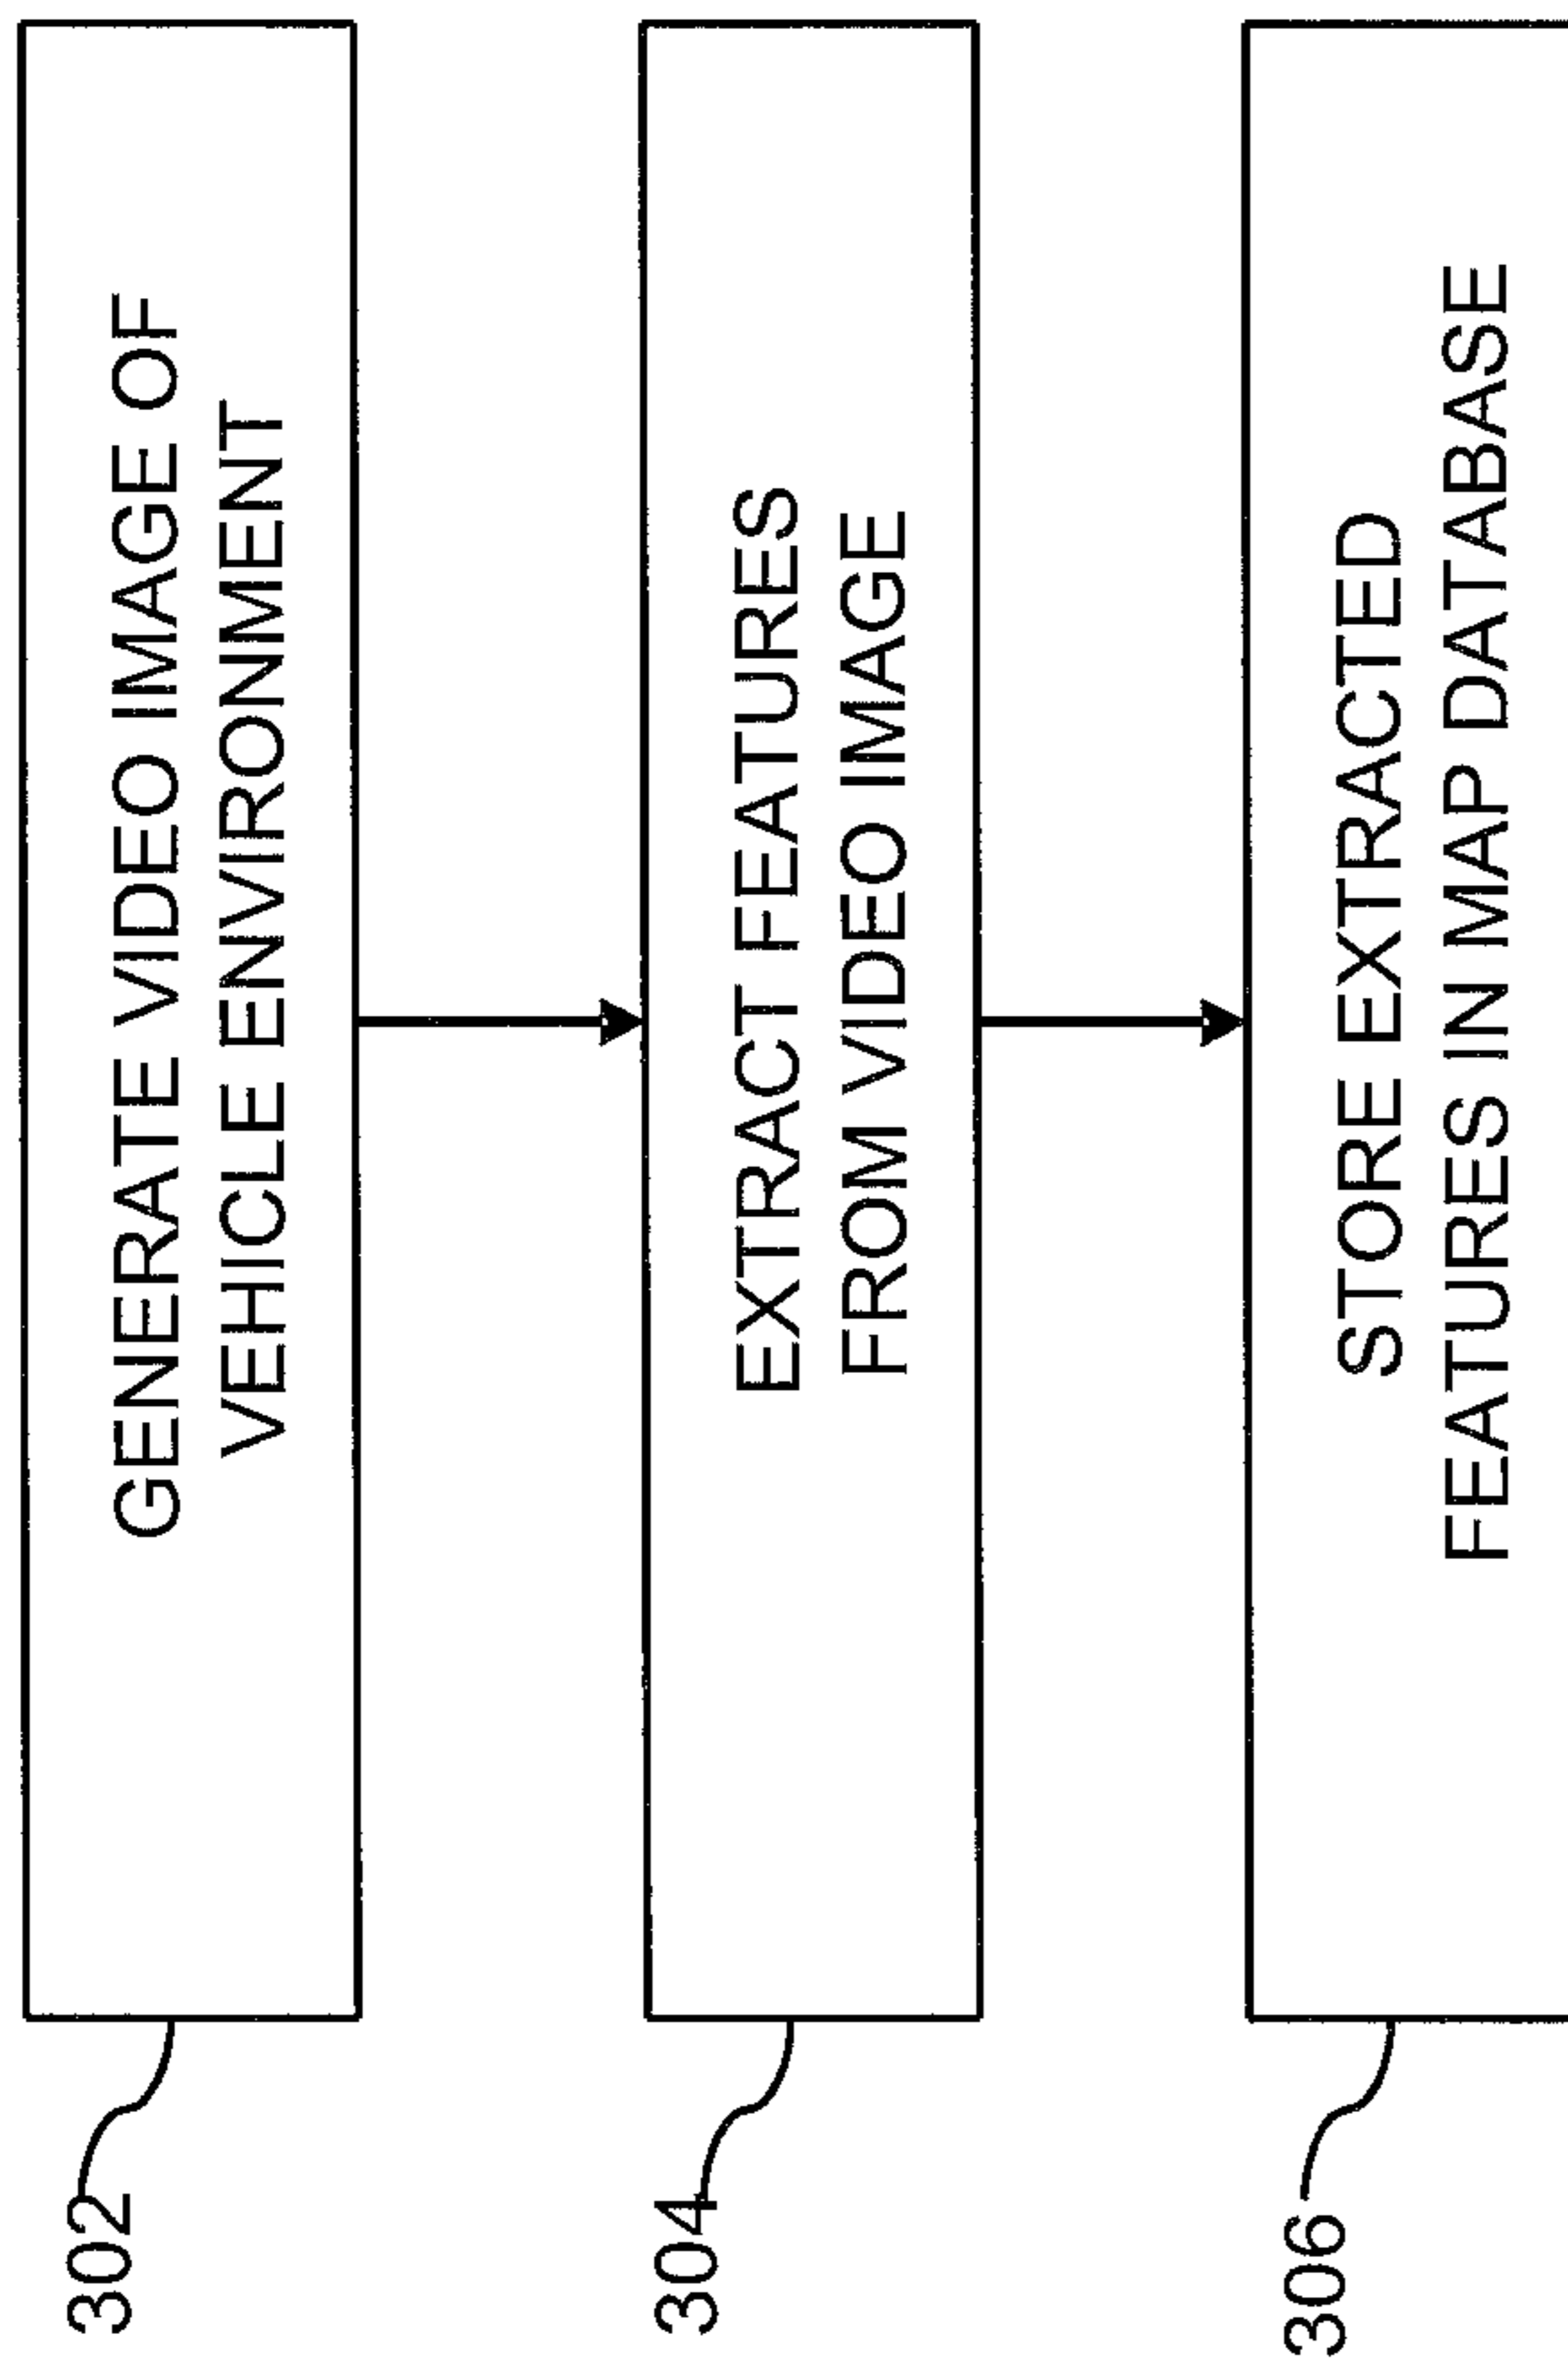 302
GENERATE VIDEO IMAGE OF
VEHICLE ENVIRONMENT
304
EXTRACT FEATURES
FROM VIDEO IMAGE
306
STORE EXTRACTED
FEATURES IN MAP DATABASE